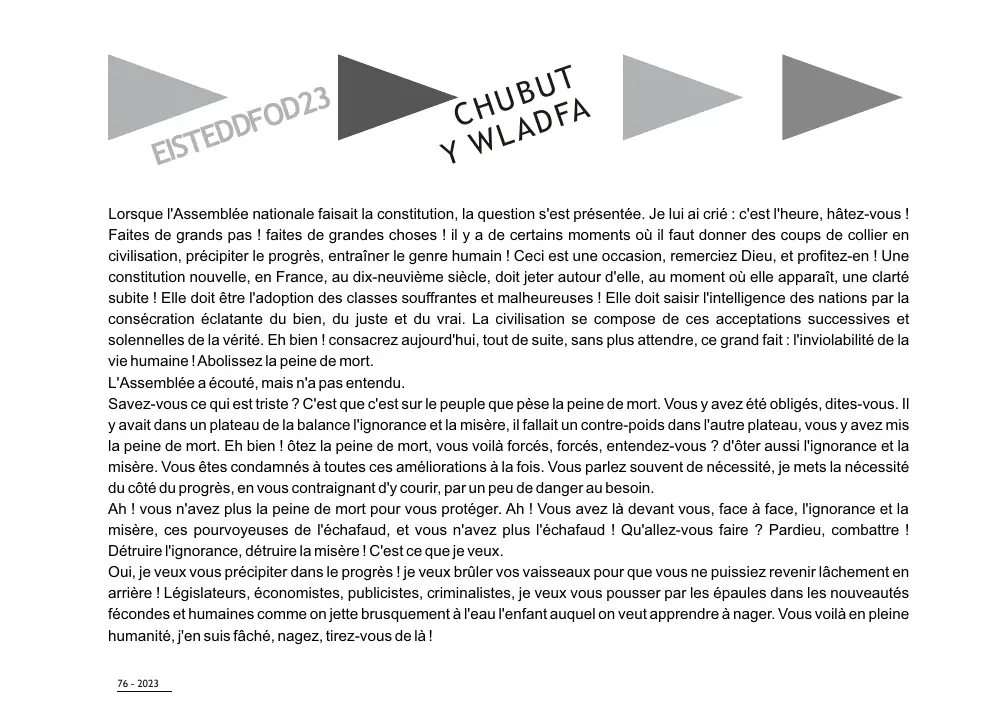 EISTEDDFOD23
CHUBUT
Y WLADFA
Lorsque l'Assemblée nationale faisait la constitution, la question s'est présentée. Je lui ai crié : c'est l'heure, hâtez-vous !
Faites de grands pas ! faites de grandes choses ! il y a de certains moments où il faut donner des coups de collier en
civilisation, précipiter le progrès, entraîner le genre humain ! Ceci est une occasion, remerciez Dieu, et profitez-en ! Une
constitution nouvelle, en France, au dix-neuvième siècle, doit jeter autour d'elle, au moment où elle apparaît, une clarté
subite ! Elle doit être l'adoption des classes souffrantes et malheureuses ! Elle doit saisir l'intelligence des nations par la
consécration éclatante du bien, du juste et du vrai. La civilisation se compose de ces acceptations successives et
solennelles de la vérité. Eh bien ! consacrez aujourd'hui, tout de suite, sans plus attendre, ce grand fait : l'inviolabilité de la
vie humaine ! Abolissez la peine de mort.
L'Assemblée a écouté, mais n'a pas entendu.
Savez-vous ce qui est triste ? C'est que c'est sur le peuple que pèse la peine de mort. Vous y avez été obligés, dites-vous. Il
y avait dans un plateau de la balance l'ignorance et la misère, il fallait un contre-poids dans l'autre plateau, vous y avez mis
la peine de mort. Eh bien ! ôtez la peine de mort, vous voilà forcés, forcés, entendez-vous ? d'ôter aussi l'ignorance et la
misère. Vous êtes condamnés à toutes ces améliorations à la fois. Vous parlez souvent de nécessité, je mets la nécessité
du côté du progrès, en vous contraignant d'y courir, par un peu de danger au besoin.
Ah ! vous n'avez plus la peine de mort pour vous protéger. Ah ! Vous avez là devant vous, face à face, l'ignorance et la
misère, ces pourvoyeuses de l'échafaud, et vous n'avez plus l'échafaud ! Qu'allez-vous faire ? Pardieu, combattre !
Détruire l'ignorance, détruire la misère ! C'est ce que je veux.
Oui, je veux vous précipiter dans le progrès ! je veux brûler vos vaisseaux pour que vous ne puissiez revenir lâchement en
arrière ! Législateurs, économistes, publicistes, criminalistes, je veux vous pousser par les épaules dans les nouveautés
fécondes et humaines comme on jette brusquement à l'eau l'enfant auquel on veut apprendre à nager. Vous voilà en pleine
humanité, j'en suis fâché, nagez, tirez-vous de là !
76 - 2023